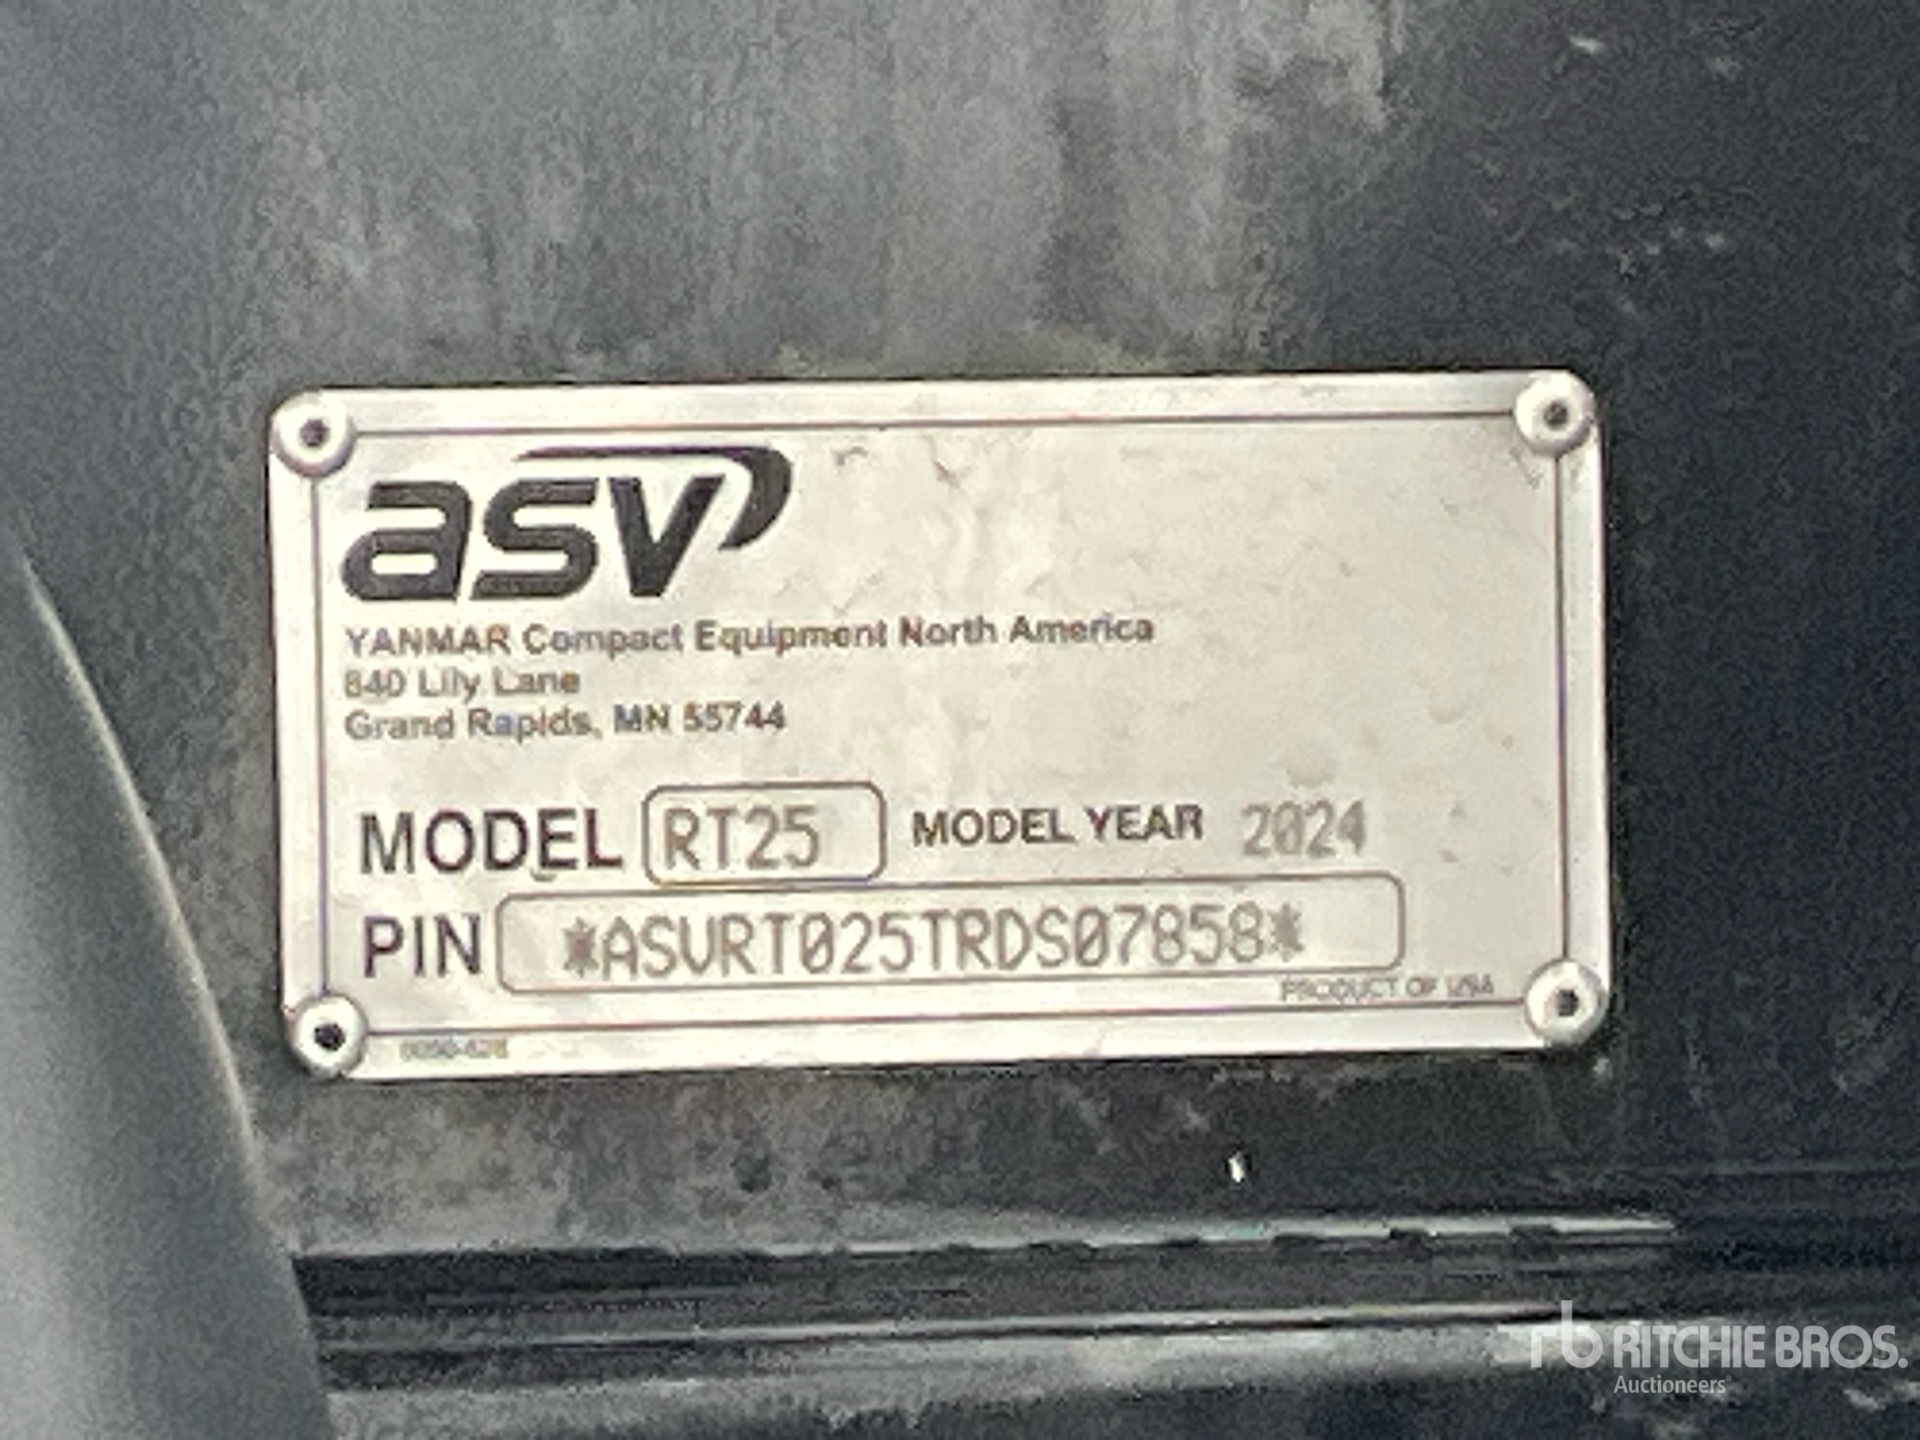 asv
YANMAR Compact Equipment North America
840 Lily Lane
Grand Rapids, MN 55744
MODEL RT25 MODEL YEAR 2024
PIN *ASVRT025TRDS07858*
PRODUCT OF USA
rb RITCHIE BROS.
Auctioneers